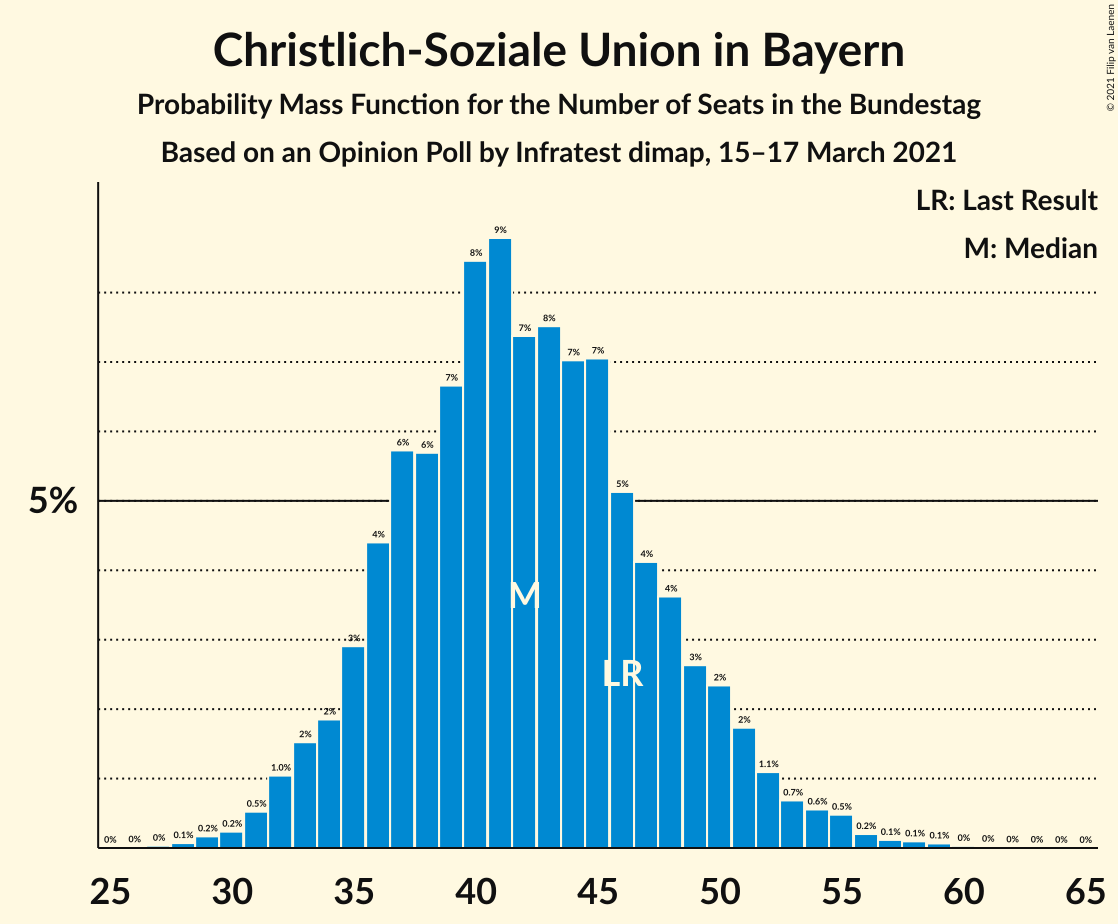 Christlich-Soziale Union in Bayern
Probability Mass Function for the Number of Seats in the Bundestag
Based on an Opinion Poll by Infratest dimap, 15–17 March 2021
© 2021 Filip van Laenen
LR: Last Result
M: Median
5%
0% 0% 0% 0.1% 0.2% 0.2% 0.5% 1.0% 2% 2% 3% 4% 6% 6% 7% 8% 9% 7% 8% 7% 7% 5% 4% 4% 3% 2% 2% 1.1% 0.7% 0.6% 0.5% 0.2% 0.1% 0.1% 0.1% 0% 0% 0% 0% 0% 0%
M
LR
25 30 35 40 45 50 55 60 65